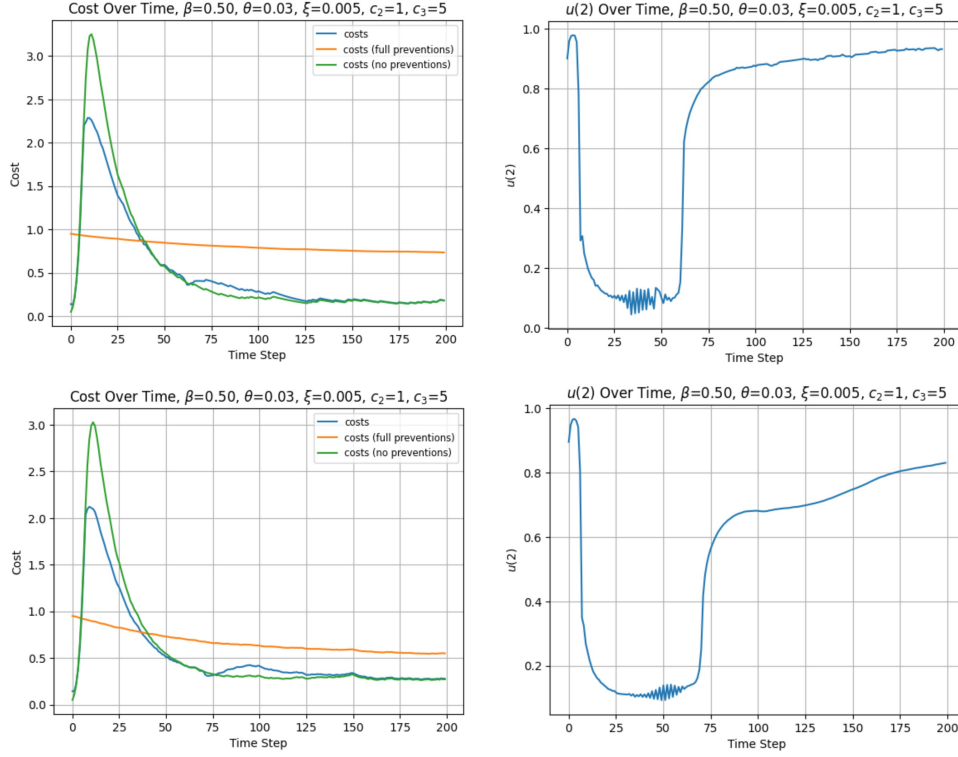 Cost Over Time, β=0.50, θ=0.03, ξ=0.005, c₂=1, c₃=5
costs
costs (full preventions)
costs (no preventions)
Cost
3.0
2.5
2.0
1.5
1.0
0.5
0.0
0 25 50 75 100 125 150 175 200
Time Step
u(2) Over Time, β=0.50, θ=0.03, ξ=0.005, c₂=1, c₃=5
u(2)
1.0
0.8
0.6
0.4
0.2
0.0
0 25 50 75 100 125 150 175 200
Time Step
Cost Over Time, β=0.50, θ=0.03, ξ=0.005, c₂=1, c₃=5
costs
costs (full preventions)
costs (no preventions)
Cost
3.0
2.5
2.0
1.5
1.0
0.5
0.0
0 25 50 75 100 125 150 175 200
Time Step
u(2) Over Time, β=0.50, θ=0.03, ξ=0.005, c₂=1, c₃=5
u(2)
1.0
0.8
0.6
0.4
0.2
0 25 50 75 100 125 150 175 200
Time Step